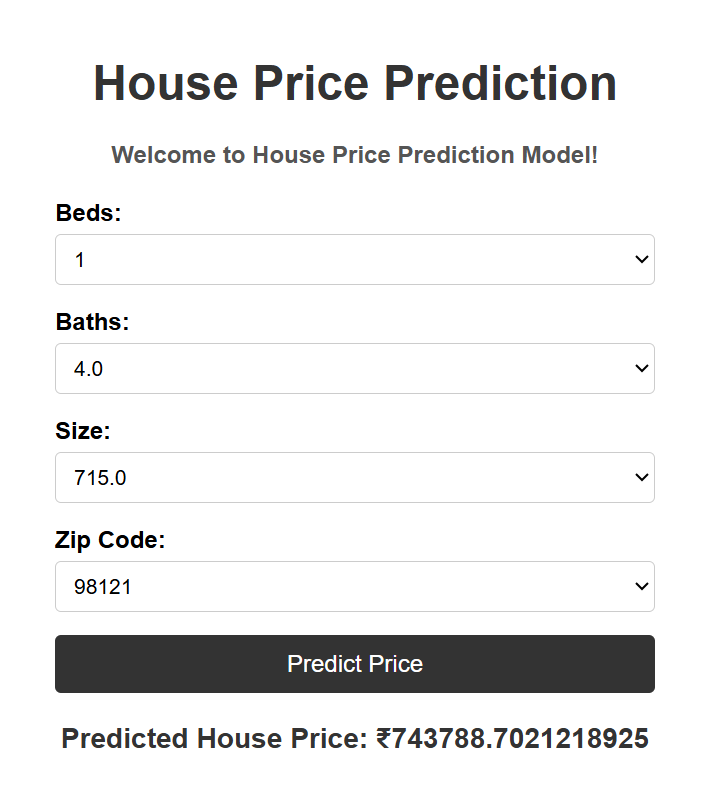 House Price Prediction
Welcome to House Price Prediction Model!
Beds:
1
Baths:
4.0
Size:
715.0
Zip Code:
98121
Predict Price
Predicted House Price: ₹743788.7021218925